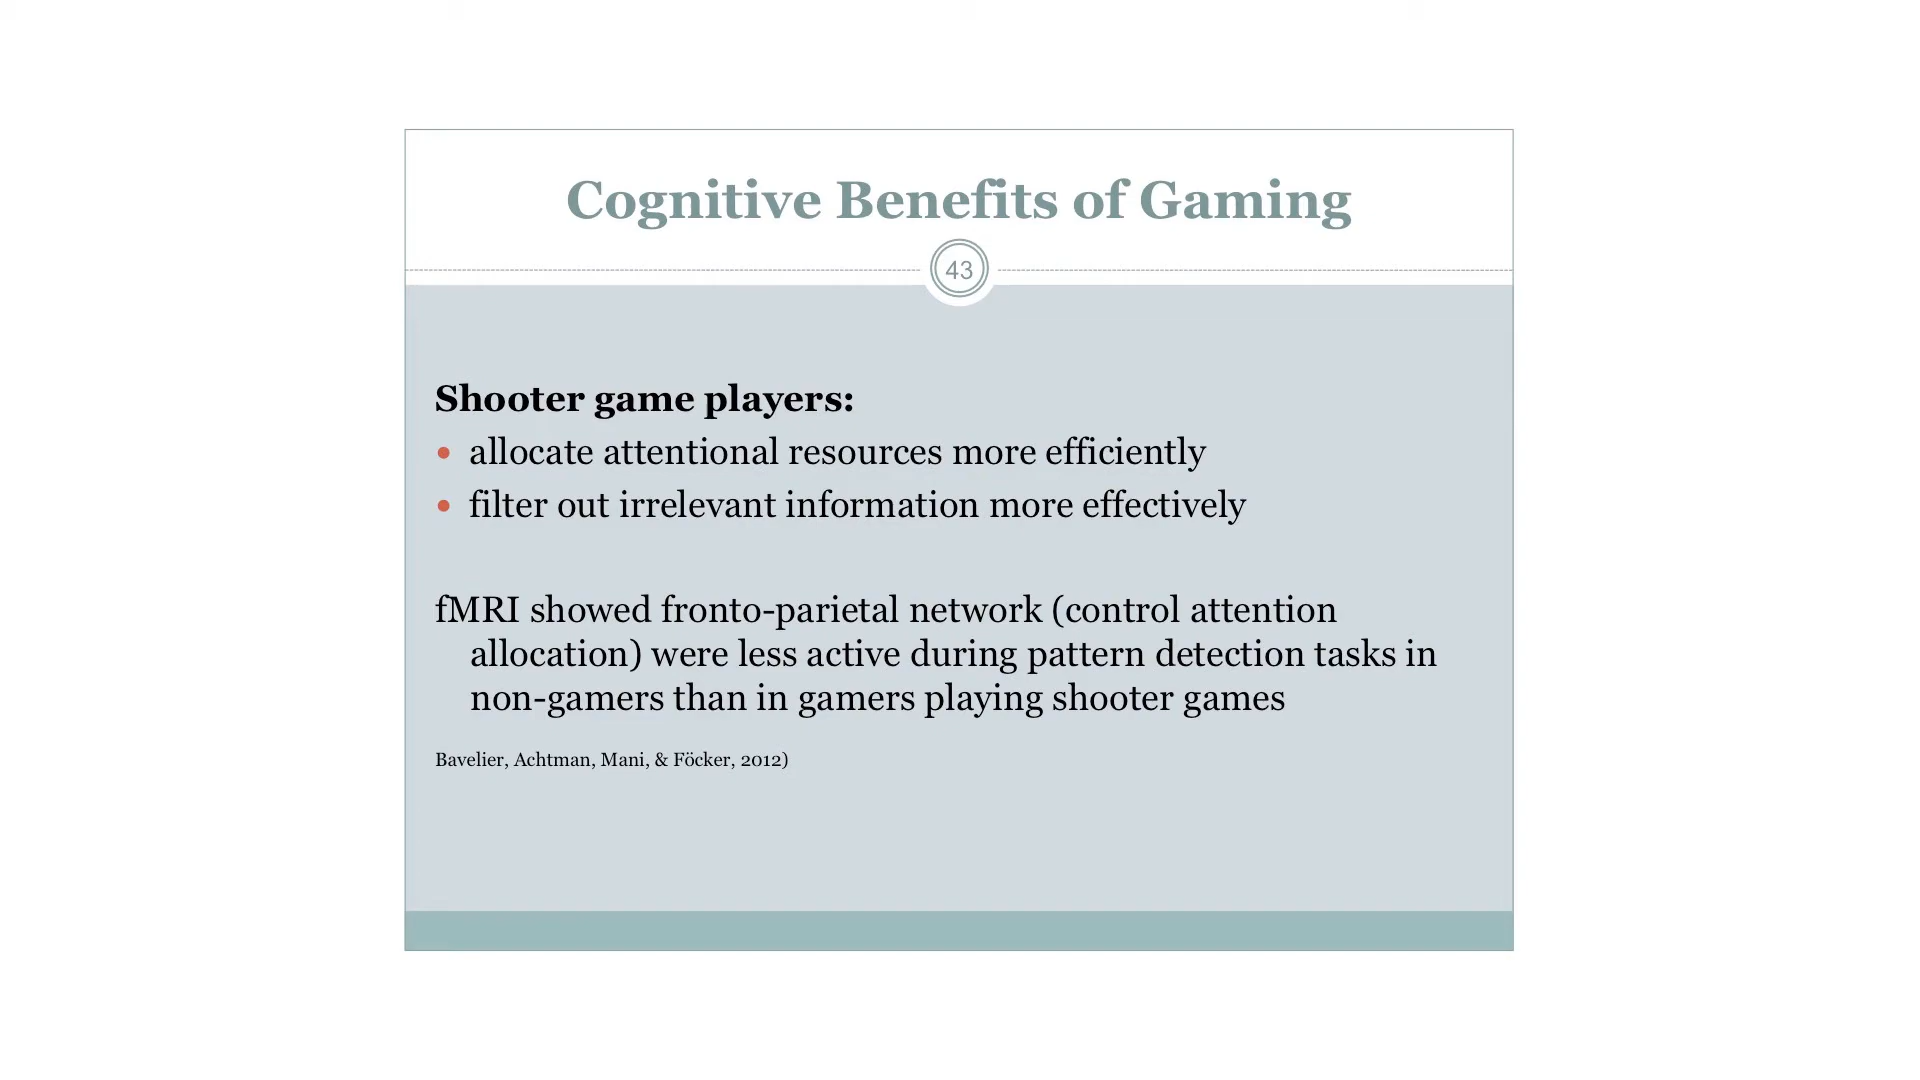 Cognitive Benefits of Gaming
43
Shooter game players:
• allocate attentional resources more efficiently
• filter out irrelevant information more effectively
fMRI showed fronto-parietal network (control attention
allocation) were less active during pattern detection tasks in
non-gamers than in gamers playing shooter games
Bavelier, Achtman, Mani, & Föcker, 2012)